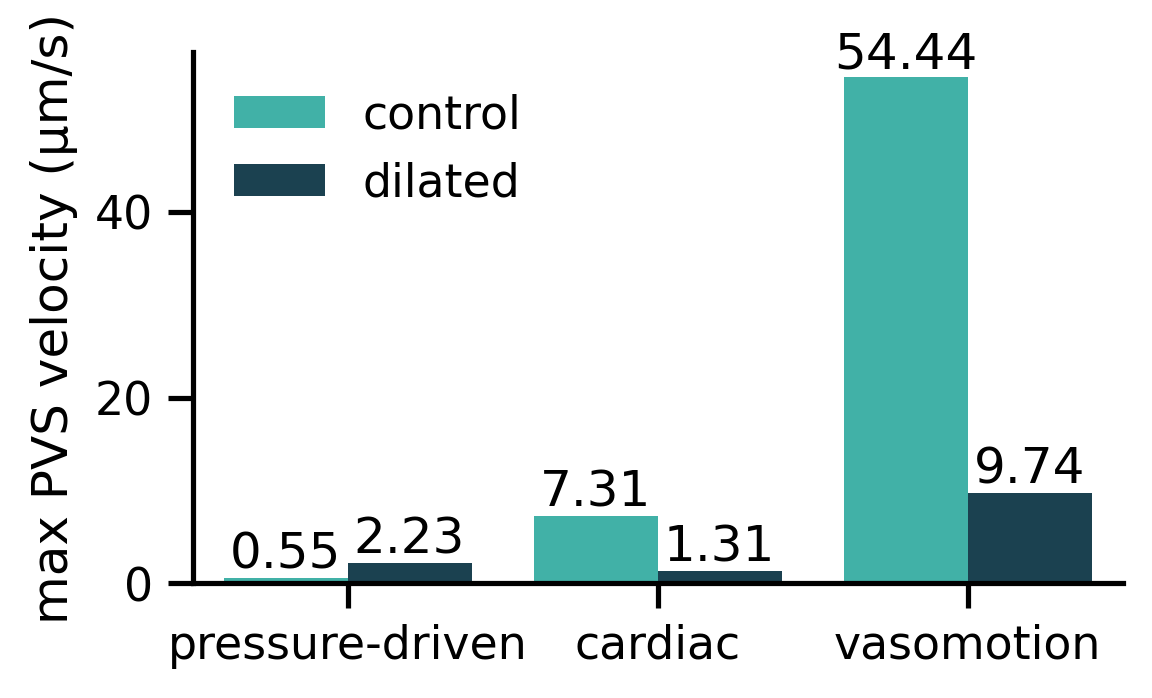 max PVS velocity (μm/s)
control
dilated
40
20
0
0.55
2.23
7.31
1.31
54.44
9.74
pressure-driven
cardiac
vasomotion